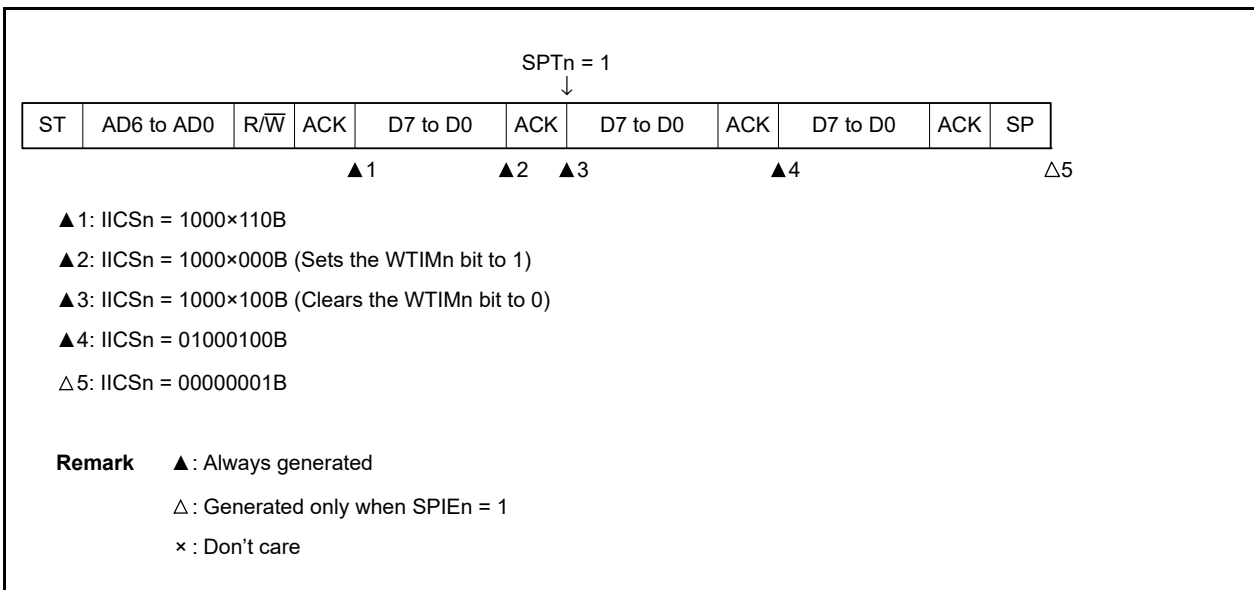 SPTn = 1
↓
ST AD6 to AD0 R/W̅ ACK D7 to D0 ACK D7 to D0 ACK D7 to D0 ACK SP
▲1 ▲2 ▲3 ▲4 △5
▲1: IICSn = 1000×110B
▲2: IICSn = 1000×000B (Sets the WTIMn bit to 1)
▲3: IICSn = 1000×100B (Clears the WTIMn bit to 0)
▲4: IICSn = 01000100B
△5: IICSn = 00000001B
Remark ▲: Always generated
△: Generated only when SPIEn = 1
×: Don’t care